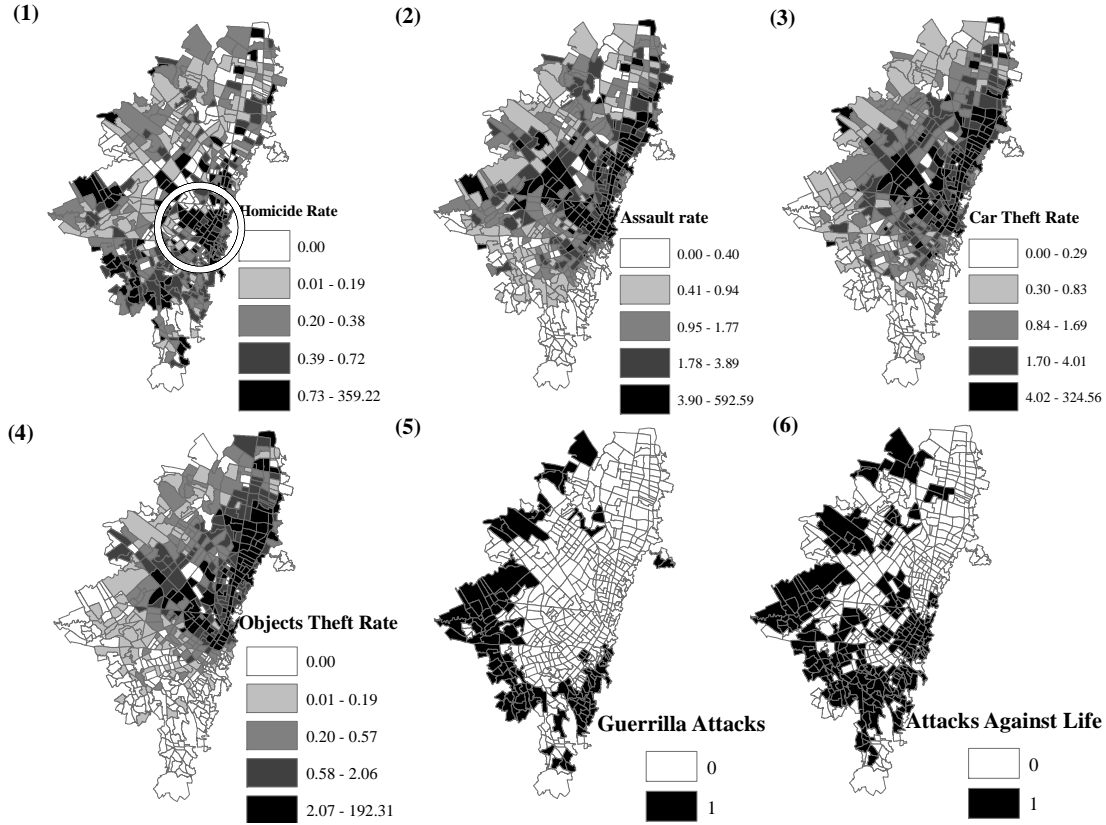 (1)
Homicide Rate
0.00
0.01 - 0.19
0.20 - 0.38
0.39 - 0.72
0.73 - 359.22
(2)
Assault rate
0.00 - 0.40
0.41 - 0.94
0.95 - 1.77
1.78 - 3.89
3.90 - 592.59
(3)
Car Theft Rate
0.00 - 0.29
0.30 - 0.83
0.84 - 1.69
1.70 - 4.01
4.02 - 324.56
(4)
Objects Theft Rate
0.00
0.01 - 0.19
0.20 - 0.57
0.58 - 2.06
2.07 - 192.31
(5)
Guerrilla Attacks
0
1
(6)
Attacks Against Life
0
1